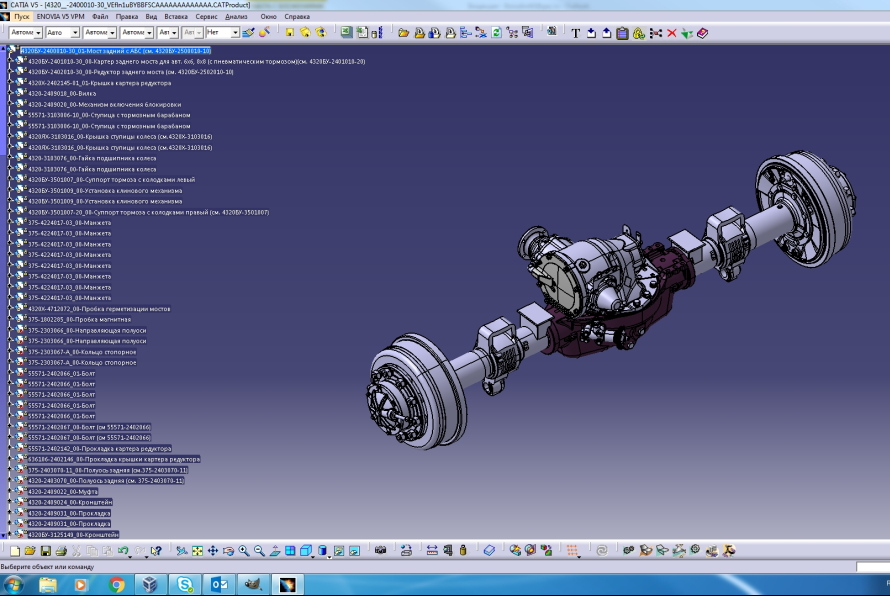 CATIA V5 - [4320_-2400010-30_VEfin1uBYBBFSCAAAAAAAAAAAAA.CATProduct]
Пуск ENOVIA V5 VPM Файл Правка Вид Вставка Сервис Анализ Окно Справка
Автом Авто Автом Автом Авт Авт Нет
4320БУ-2400010-30_01-Мост задний с АБС (см. 4320БУ-2500010-10)
4320БУ-2401010-30_00-Картер заднего моста для авт. 6х6, 8х8 (с пневматическим тормозом)(см. 4320БУ-2401010-20)
4320БУ-2402010-30_00-Редуктор заднего моста (см. 4320БУ-2502010-10)
4320Х-2402145-01_01-Крышка картера редуктора
4320-2409018_00-Вилка
4320-2409020_00-Механизм включения блокировки
55571-3103006-10_00-Ступица с тормозным барабаном
55571-3103006-10_00-Ступица с тормозным барабаном
4320ЯХ-3103016_00-Крышка ступицы колеса (см.4320Х-3103016)
4320ЯХ-3103016_00-Крышка ступицы колеса (см.4320Х-3103016)
4320-3103076_00-Гайка подшипника колеса
4320-3103076_00-Гайка подшипника колеса
4320БУ-3501007_00-Суппорт тормоза с колодками левый
4320БУ-3501009_00-Установка клинового механизма
4320БУ-3501009_00-Установка клинового механизма
4320БУ-3501007-20_00-Суппорт тормоза с колодками правый (см. 4320БУ-3501007)
375-4224017-03_00-Манжета
375-4224017-03_00-Манжета
375-4224017-03_00-Манжета
375-4224017-03_00-Манжета
375-4224017-03_00-Манжета
375-4224017-03_00-Манжета
375-4224017-03_00-Манжета
375-4224017-03_00-Манжета
4320Х-4712072_00-Пробка герметизации мостов
375-1802205_00-Пробка магнитная
375-2303066_00-Направляющая полуоси
375-2303066_00-Направляющая полуоси
375-2303067-А_00-Кольцо стопорное
375-2303067-А_00-Кольцо стопорное
55571-2402066_01-Болт
55571-2402066_01-Болт
55571-2402066_01-Болт
55571-2402066_01-Болт
55571-2402066_01-Болт
55571-2402067_00-Болт (см 55571-2402066)
55571-2402067_00-Болт (см 55571-2402066)
55571-2402142_00-Прокладка картера редуктора
636106-2402146_00-Прокладка крышки картера редуктора
375-2403070-11_00-Полуось задняя (см.375-2403070-11)
4320-2403070_00-Полуось задняя (см. 375-2403070-11)
4320-2409022_00-Муфта
4320-2409024_00-Кронштейн
4320-2409031_00-Прокладка
4320-2409031_00-Прокладка
4320БУ-3125149_00-Кронштейн
Выберите объект или команду